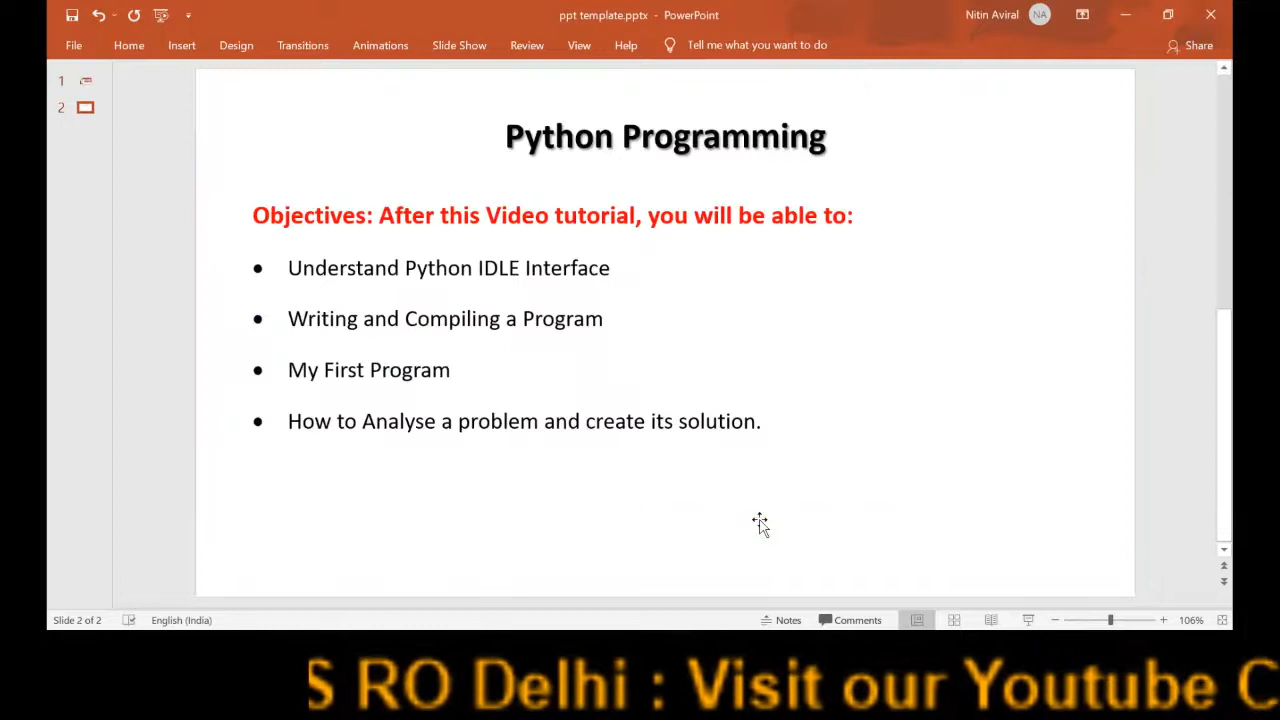 ppt template.pptx - PowerPoint
Nitin Aviral NA
File Home Insert Design Transitions Animations Slide Show Review View Help Tell me what you want to do Share
1
2
Python Programming
Objectives: After this Video tutorial, you will be able to:
• Understand Python IDLE Interface
• Writing and Compiling a Program
• My First Program
• How to Analyse a problem and create its solution.
Slide 2 of 2 English (India) Notes Comments 106%
S RO Delhi : Visit our Youtube C